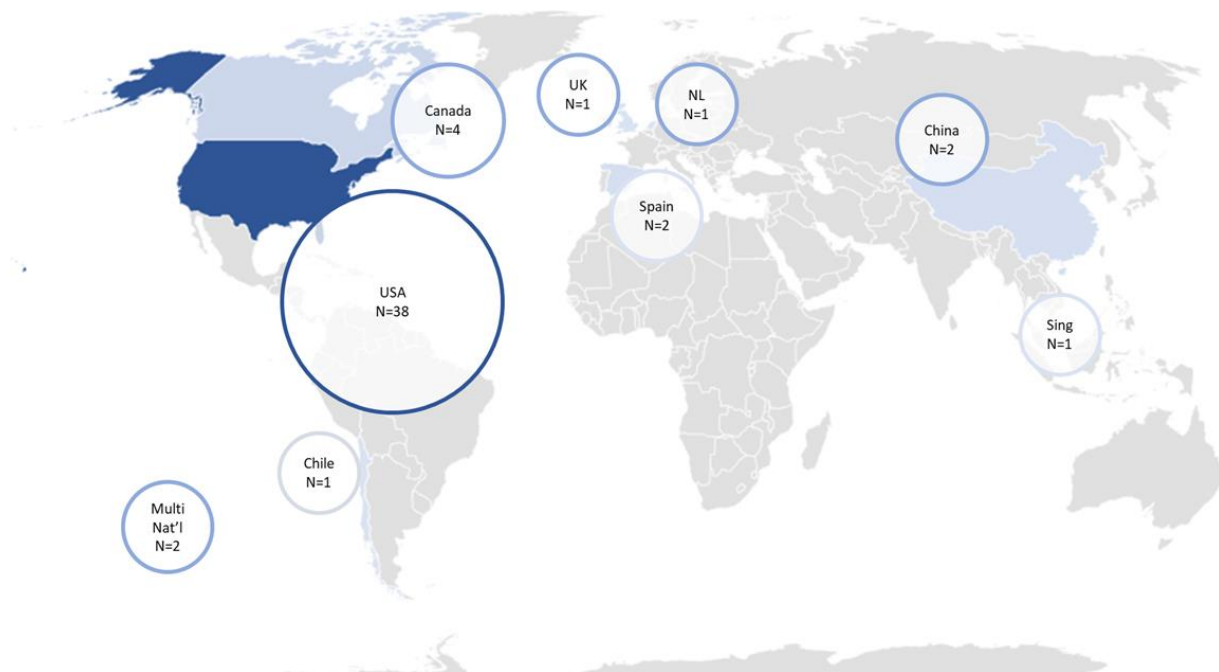 UK
N=1
NL
N=1
Canada
N=4
China
N=2
Spain
N=2
USA
N=38
Sing
N=1
Chile
N=1
Multi
Nat’l
N=2